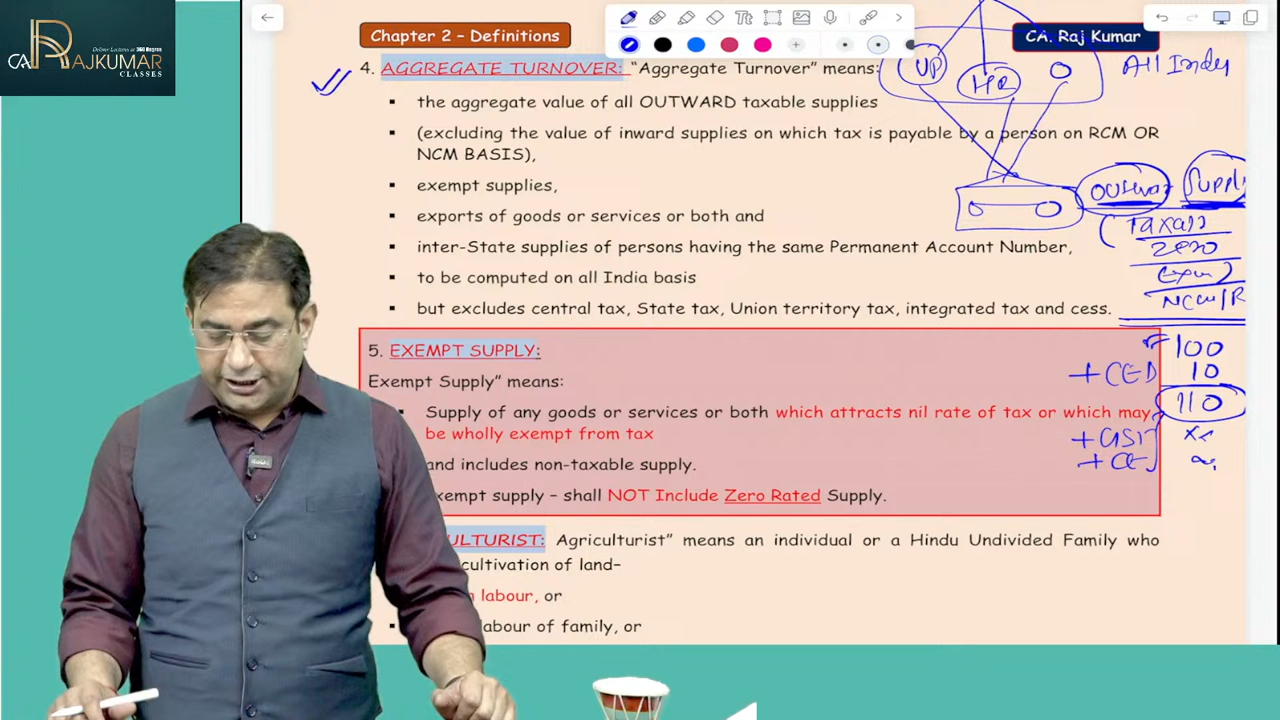 Deliver Lectures at 360 Degree
CA RAJKUMAR
CLASSES
Chapter 2 – Definitions
CA. Raj Kumar
4. AGGREGATE TURNOVER: “Aggregate Turnover” means:
▪ the aggregate value of all OUTWARD taxable supplies
▪ (excluding the value of inward supplies on which tax is payable by a person on RCM OR
NCM BASIS),
▪ exempt supplies,
▪ exports of goods or services or both and
▪ inter-State supplies of persons having the same Permanent Account Number,
▪ to be computed on all India basis
▪ but excludes central tax, State tax, Union territory tax, integrated tax and cess.
UP
HR
All India
Outward Supply
zero
100
+ CED 10
110
+ GST
5. EXEMPT SUPPLY:
Exempt Supply” means:
Supply of any goods or services or both which attracts nil rate of tax or which may
be wholly exempt from tax
and includes non-taxable supply.
xempt supply – shall NOT Include Zero Rated Supply.
ULTURIST: Agriculturist” means an individual or a Hindu Undivided Family who
cultivation of land–
labour, or
labour of family, or